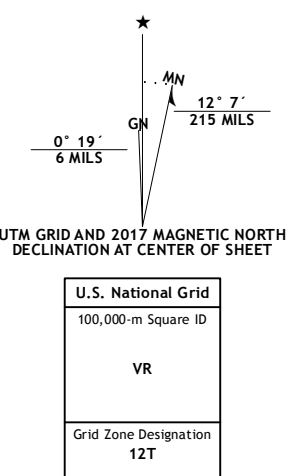 ★
MN
GN
12° 7´
215 MILS
0° 19´
6 MILS
UTM GRID AND 2017 MAGNETIC NORTH
DECLINATION AT CENTER OF SHEET
U.S. National Grid
100,000-m Square ID
VR
Grid Zone Designation
12T